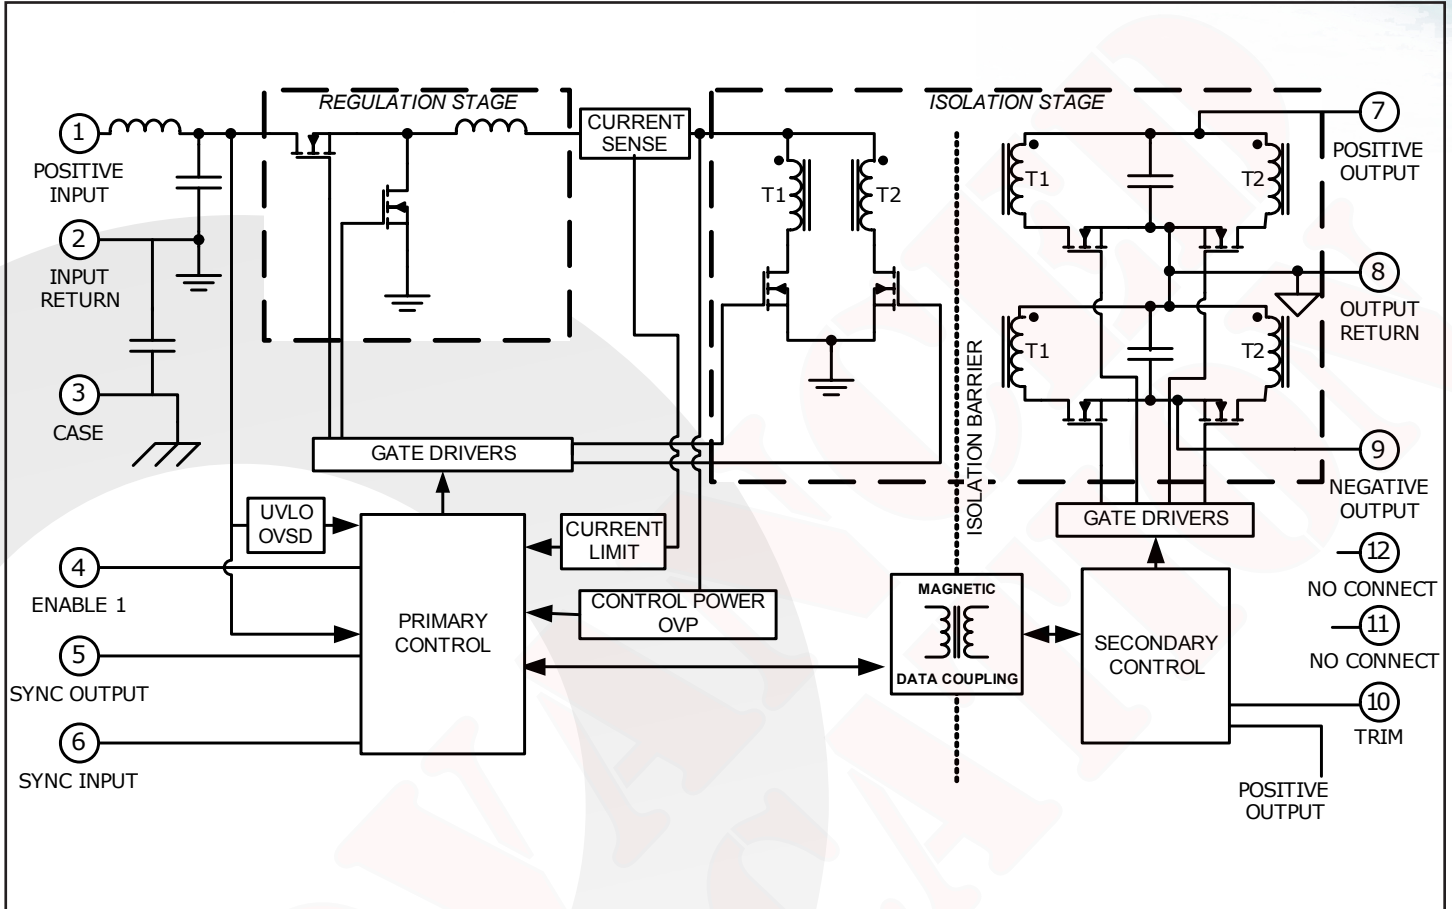 REGULATION STAGE
ISOLATION STAGE
1
POSITIVE
INPUT
CURRENT
SENSE
7
POSITIVE
OUTPUT
T1
T2
T1
T2
2
INPUT
RETURN
8
OUTPUT
RETURN
T1
T2
3
CASE
ISOLATION BARRIER
GATE DRIVERS
9
NEGATIVE
OUTPUT
UVLO
OVSD
CURRENT
LIMIT
GATE DRIVERS
4
ENABLE 1
12
NO CONNECT
MAGNETIC
DATA COUPLING
CONTROL POWER
OVP
PRIMARY
CONTROL
SECONDARY
CONTROL
11
NO CONNECT
5
SYNC OUTPUT
10
TRIM
6
SYNC INPUT
POSITIVE
OUTPUT